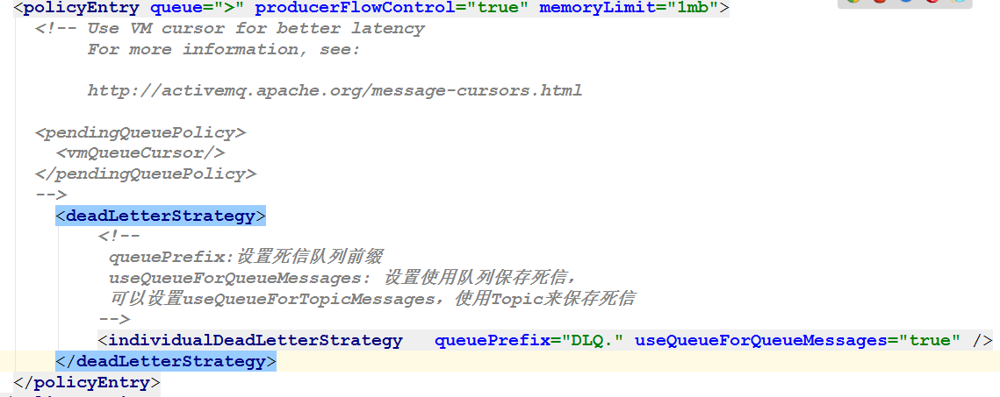 <policyEntry queue=">" producerFlowControl="true" memoryLimit="1mb">
<!-- Use VM cursor for better latency
For more information, see:
http://activemq.apache.org/message-cursors.html
<pendingQueuePolicy>
<vmQueueCursor/>
</pendingQueuePolicy>
-->
<deadLetterStrategy>
<!--
queuePrefix:设置死信队列前缀
useQueueForQueueMessages: 设置使用队列保存死信，
可以设置useQueueForTopicMessages，使用Topic来保存死信
-->
<individualDeadLetterStrategy   queuePrefix="DLQ." useQueueForQueueMessages="true" />
</deadLetterStrategy>
</policyEntry>